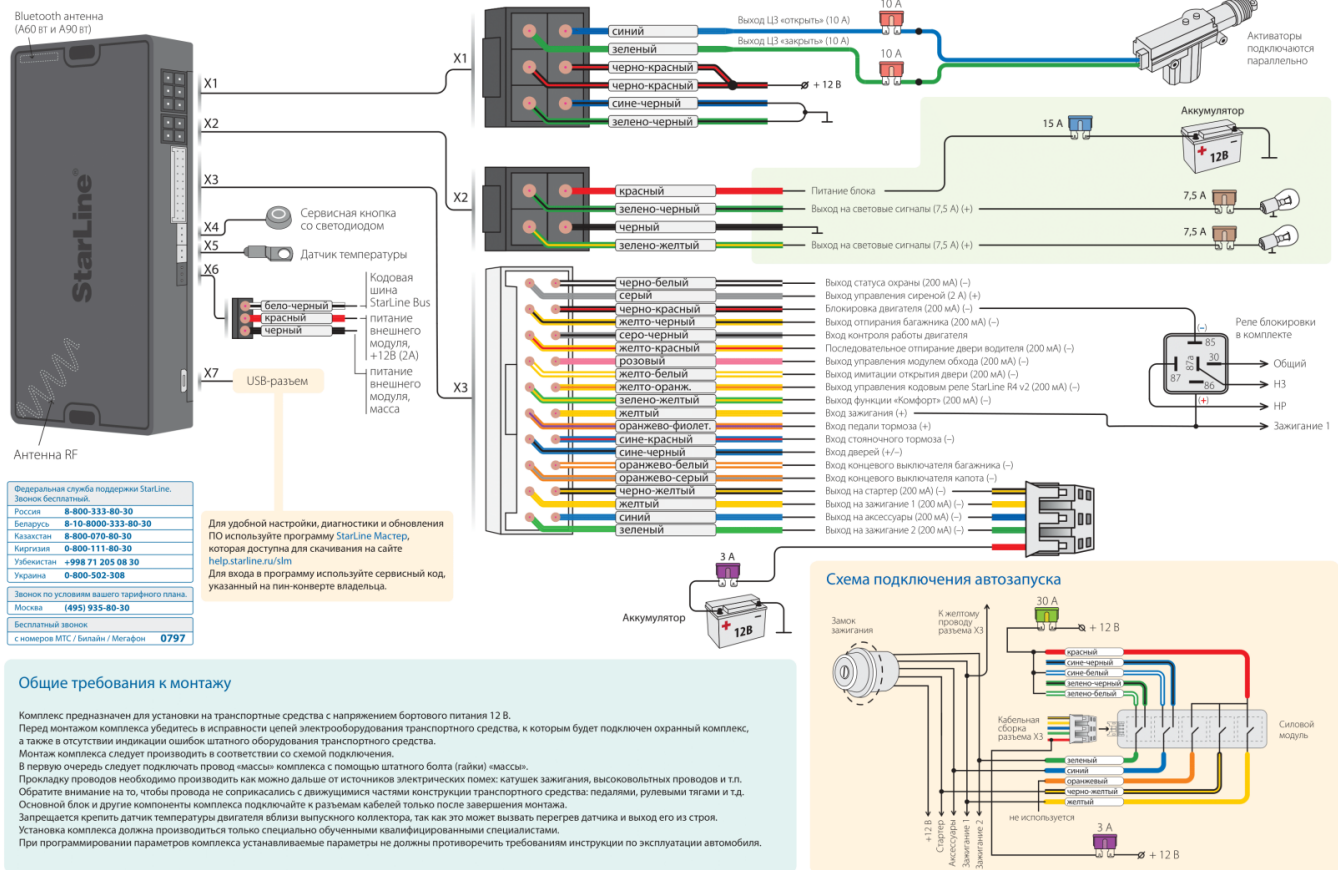 Bluetooth антенна
(A60 вт и A90 вт)
StarLine
Антенна RF
X1
X2
X3
X4
X5
X6
X7
Сервисная кнопка
со светодиодом
Датчик температуры
бело-черный
красный
черный
Кодовая
шина
StarLine Bus
питание
внешнего
модуля,
+12В (2А)
питание
внешнего
модуля,
масса
USB-разъем
X1
синий
зеленый
черно-красный
черно-красный
сине-черный
зелено-черный
Выход ЦЗ «открыть» (10 А)
Выход ЦЗ «закрыть» (10 А)
10 А
10 А
+ 12 В
Активаторы
подключаются
параллельно
X2
красный
зелено-черный
черный
зелено-желтый
Питание блока
Выход на световые сигналы (7,5 А) (+)
Выход на световые сигналы (7,5 А) (+)
15 А
Аккумулятор
12В
7,5 А
7,5 А
X3
черно-белый
Выход статуса охраны (200 мА) (–)
серый
Выход управления сиреной (2 А) (+)
черно-красный
Блокировка двигателя (200 мА) (–)
желто-черный
Выход отпирания багажника (200 мА) (–)
серо-черный
Вход контроля работы двигателя
желто-красный
Последовательное отпирание двери водителя (200 мА) (–)
розовый
Выход управления модулем обхода (200 мА) (–)
желто-белый
Выход имитации открытия двери (200 мА) (–)
желто-оранж.
Выход управления кодовым реле StarLine R4 v2 (200 мА) (–)
зелено-желтый
Выход функции «Комфорт» (200 мА) (–)
желтый
Вход зажигания (+)
оранжево-фиолет.
Вход педали тормоза (+)
сине-красный
Вход стояночного тормоза (–)
сине-черный
Вход дверей (+/–)
оранжево-белый
Вход концевого выключателя багажника (–)
оранжево-серый
Вход концевого выключателя капота (–)
черно-желтый
Выход на стартер (200 мА) (–)
желтый
Выход на зажигание 1 (200 мА) (–)
синий
Выход на аксессуары (200 мА) (–)
зеленый
Выход на зажигание 2 (200 мА) (–)
3 А
Аккумулятор
12В
Реле блокировки
в комплекте
(–)
85
30
87а
87
86
(+)
Общий
НЗ
НР
Зажигание 1
Федеральная служба поддержки StarLine.
Звонок бесплатный.
Россия 8-800-333-80-30
Беларусь 8-10-8000-333-80-30
Казахстан 8-800-070-80-30
Киргизия 0-800-111-80-30
Узбекистан +998 71 205 08 30
Украина 0-800-502-308
Звонок по условиям вашего тарифного плана.
Москва (495) 935-80-30
Бесплатный звонок
с номеров МТС / Билайн / Мегафон 0797
Для удобной настройки, диагностики и обновления
ПО используйте программу StarLine Мастер,
которая доступна для скачивания на сайте
help.starline.ru/slm
Для входа в программу используйте сервисный код,
указанный на пин-конверте владельца.
Общие требования к монтажу
Комплекс предназначен для установки на транспортные средства с напряжением бортового питания 12 В.
Перед монтажом комплекса убедитесь в исправности цепей электрооборудования транспортного средства, к которым будет подключен охранный комплекс,
а также в отсутствии индикации ошибок штатного оборудования транспортного средства.
Монтаж комплекса следует производить в соответствии со схемой подключения.
В первую очередь следует подключать провод «массы» комплекса с помощью штатного болта (гайки) «массы».
Прокладку проводов необходимо производить как можно дальше от источников электрических помех: катушек зажигания, высоковольтных проводов и т.п.
Обратите внимание на то, чтобы провода не соприкасались с движущимися частями конструкции транспортного средства: педалями, рулевыми тягами и т.д.
Основной блок и другие компоненты комплекса подключайте к разъемам кабелей только после завершения монтажа.
Запрещается крепить датчик температуры двигателя вблизи выпускного коллектора, так как это может вызвать перегрев датчика и выход его из строя.
Установка комплекса должна производиться только специально обученными квалифицированными специалистами.
При программировании параметров комплекса устанавливаемые параметры не должны противоречить требованиям инструкции по эксплуатации автомобиля.
Схема подключения автозапуска
Замок
зажигания
К желтому
проводу
разъема X3
30 А
+ 12 В
красный
сине-черный
сине-белый
зелено-черный
зелено-белый
Кабельная
сборка
разъема X3
Силовой
модуль
зеленый
синий
оранжевый
черно-желтый
желтый
не используется
+12 В
Стартер
Аксессуары
Зажигание 1
Зажигание 2
3 А
+ 12 В